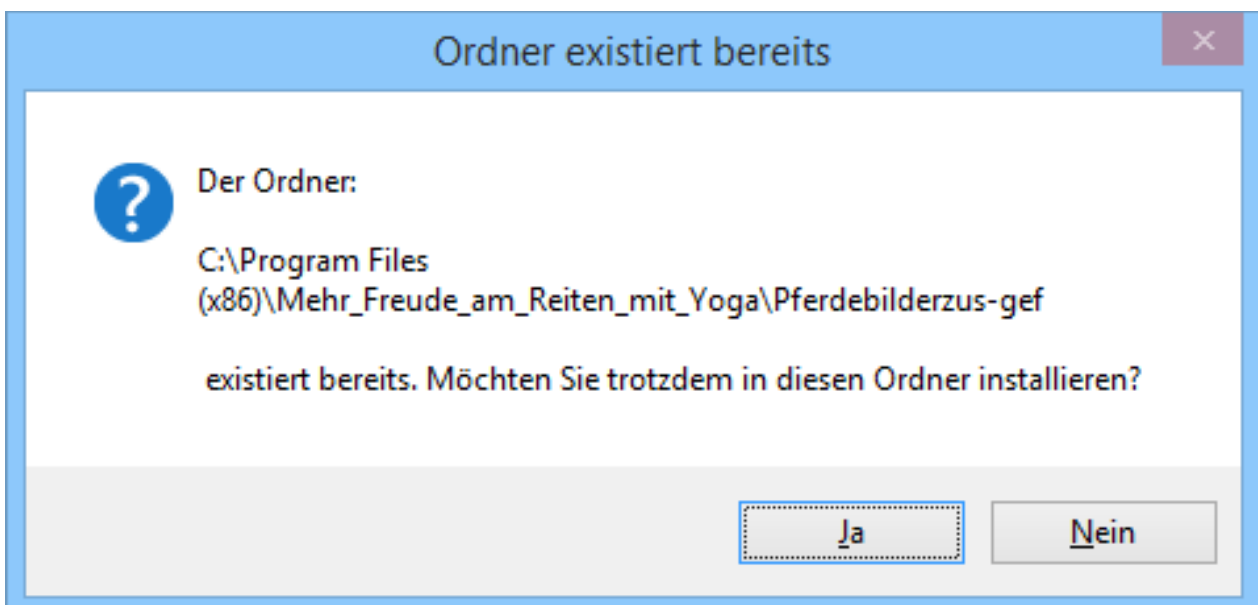 Ordner existiert bereits
Der Ordner:
C:\Program Files
(x86)\Mehr_Freude_am_Reiten_mit_Yoga\Pferdebilderzus-gef
existiert bereits. Möchten Sie trotzdem in diesen Ordner installieren?
Ja
Nein